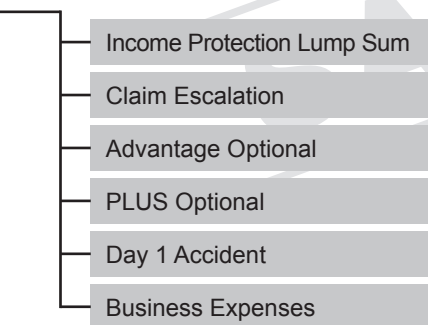 Income Protection Lump Sum
Claim Escalation
Advantage Optional
PLUS Optional
Day 1 Accident
Business Expenses